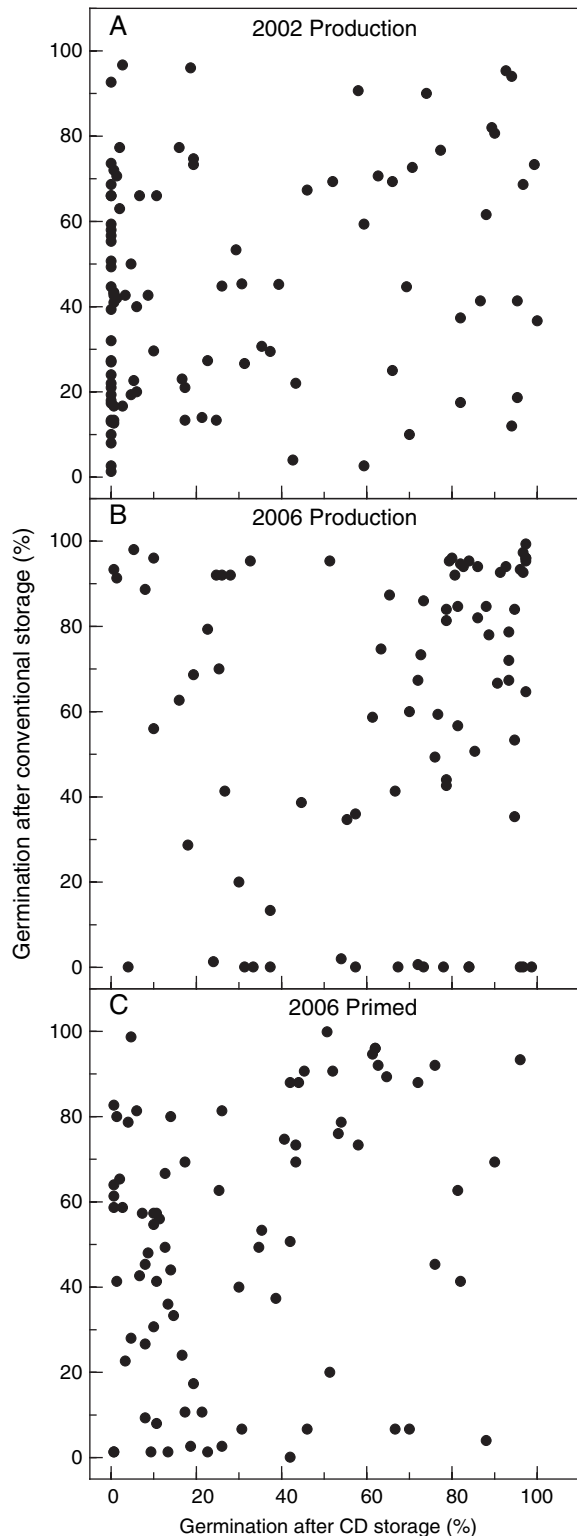 A
2002 Production
100
80
60
40
20
0
B
2006 Production
100
80
60
40
20
0
C
2006 Primed
100
80
60
40
20
0
Germination after conventional storage (%)
0 20 40 60 80 100
Germination after CD storage (%)